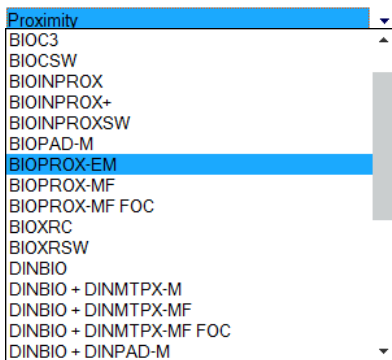 Proximity
BIOC3
BIOCSW
BIOINPROX
BIOINPROX+
BIOINPROXSW
BIOPAD-M
BIOPROX-EM
BIOPROX-MF
BIOPROX-MF FOC
BIOXRC
BIOXRSW
DINBIO
DINBIO + DINMTPX-M
DINBIO + DINMTPX-MF
DINBIO + DINMTPX-MF FOC
DINBIO + DINPAD-M